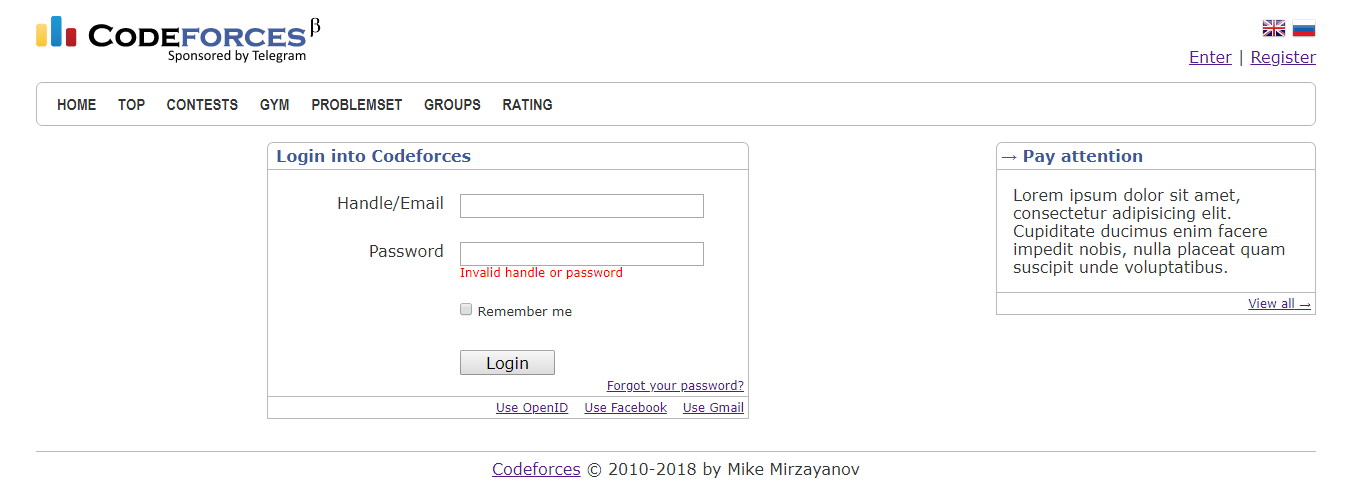 CODEFORCES β
Sponsored by Telegram
Enter | Register
HOME TOP CONTESTS GYM PROBLEMSET GROUPS RATING
Login into Codeforces
Handle/Email
Password
Invalid handle or password
Remember me
Login
Forgot your password?
Use OpenID Use Facebook Use Gmail
→ Pay attention
Lorem ipsum dolor sit amet,
consectetur adipisicing elit.
Cupiditate ducimus enim facere
impedit nobis, nulla placeat quam
suscipit unde voluptatibus.
View all →
Codeforces © 2010-2018 by Mike Mirzayanov